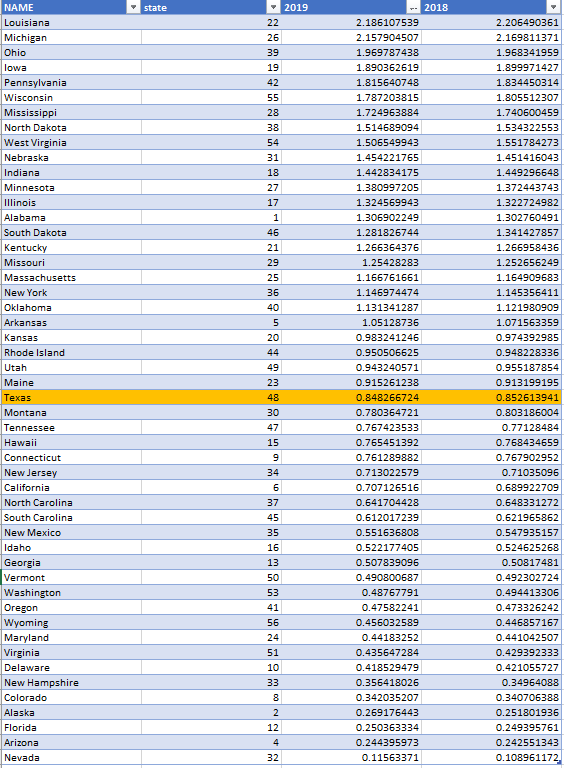 NAME state 2019 2018
Louisiana 22 2.186107539 2.206490361
Michigan 26 2.157904507 2.169811371
Ohio 39 1.969787438 1.968341959
Iowa 19 1.890362619 1.899971427
Pennsylvania 42 1.815640748 1.834450314
Wisconsin 55 1.787203815 1.805512307
Mississippi 28 1.724963884 1.740600459
North Dakota 38 1.514689094 1.534322553
West Virginia 54 1.506549943 1.551784273
Nebraska 31 1.454221765 1.451416043
Indiana 18 1.442834175 1.449296648
Minnesota 27 1.380997205 1.372443743
Illinois 17 1.324569943 1.322724982
Alabama 1 1.306902249 1.302760491
South Dakota 46 1.281826744 1.341427857
Kentucky 21 1.266364376 1.266958436
Missouri 29 1.25428283 1.252656249
Massachusetts 25 1.166761661 1.164909683
New York 36 1.146974474 1.145356411
Oklahoma 40 1.131341287 1.121980909
Arkansas 5 1.05128736 1.071563359
Kansas 20 0.983241246 0.974392985
Rhode Island 44 0.950506625 0.948228336
Utah 49 0.943240571 0.955187854
Maine 23 0.915261238 0.913199195
Texas 48 0.848266724 0.852613941
Montana 30 0.780364721 0.803186004
Tennessee 47 0.767423533 0.77128484
Hawaii 15 0.765451392 0.768434659
Connecticut 9 0.761289882 0.767902952
New Jersey 34 0.713022579 0.71035096
California 6 0.707126516 0.689922709
North Carolina 37 0.641704428 0.648331272
South Carolina 45 0.612017239 0.621965862
New Mexico 35 0.551636808 0.547935157
Idaho 16 0.522177405 0.524625268
Georgia 13 0.507839096 0.50817481
Vermont 50 0.490800687 0.492302724
Washington 53 0.48767791 0.494413306
Oregon 41 0.47582241 0.473326242
Wyoming 56 0.456032589 0.446857167
Maryland 24 0.44183252 0.441042507
Virginia 51 0.435647284 0.429392333
Delaware 10 0.418529479 0.421055727
New Hampshire 33 0.356418026 0.34964088
Colorado 8 0.342035207 0.340706388
Alaska 2 0.269176443 0.251801936
Florida 12 0.250363334 0.249395761
Arizona 4 0.244395973 0.242551343
Nevada 32 0.11563371 0.108961172